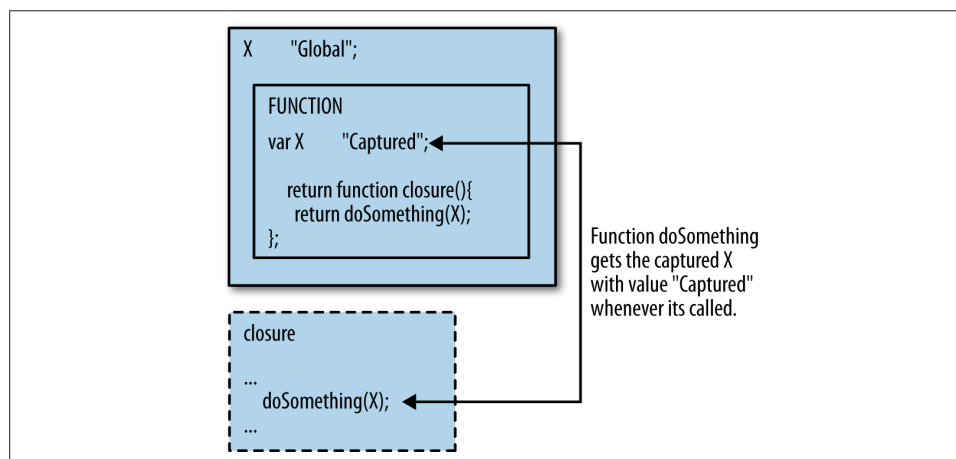 X "Global";
FUNCTION
var X "Captured";
return function closure(){
return doSomething(X);
};
Function doSomething
gets the captured X
with value "Captured"
whenever its called.
closure
...
doSomething(X);
...